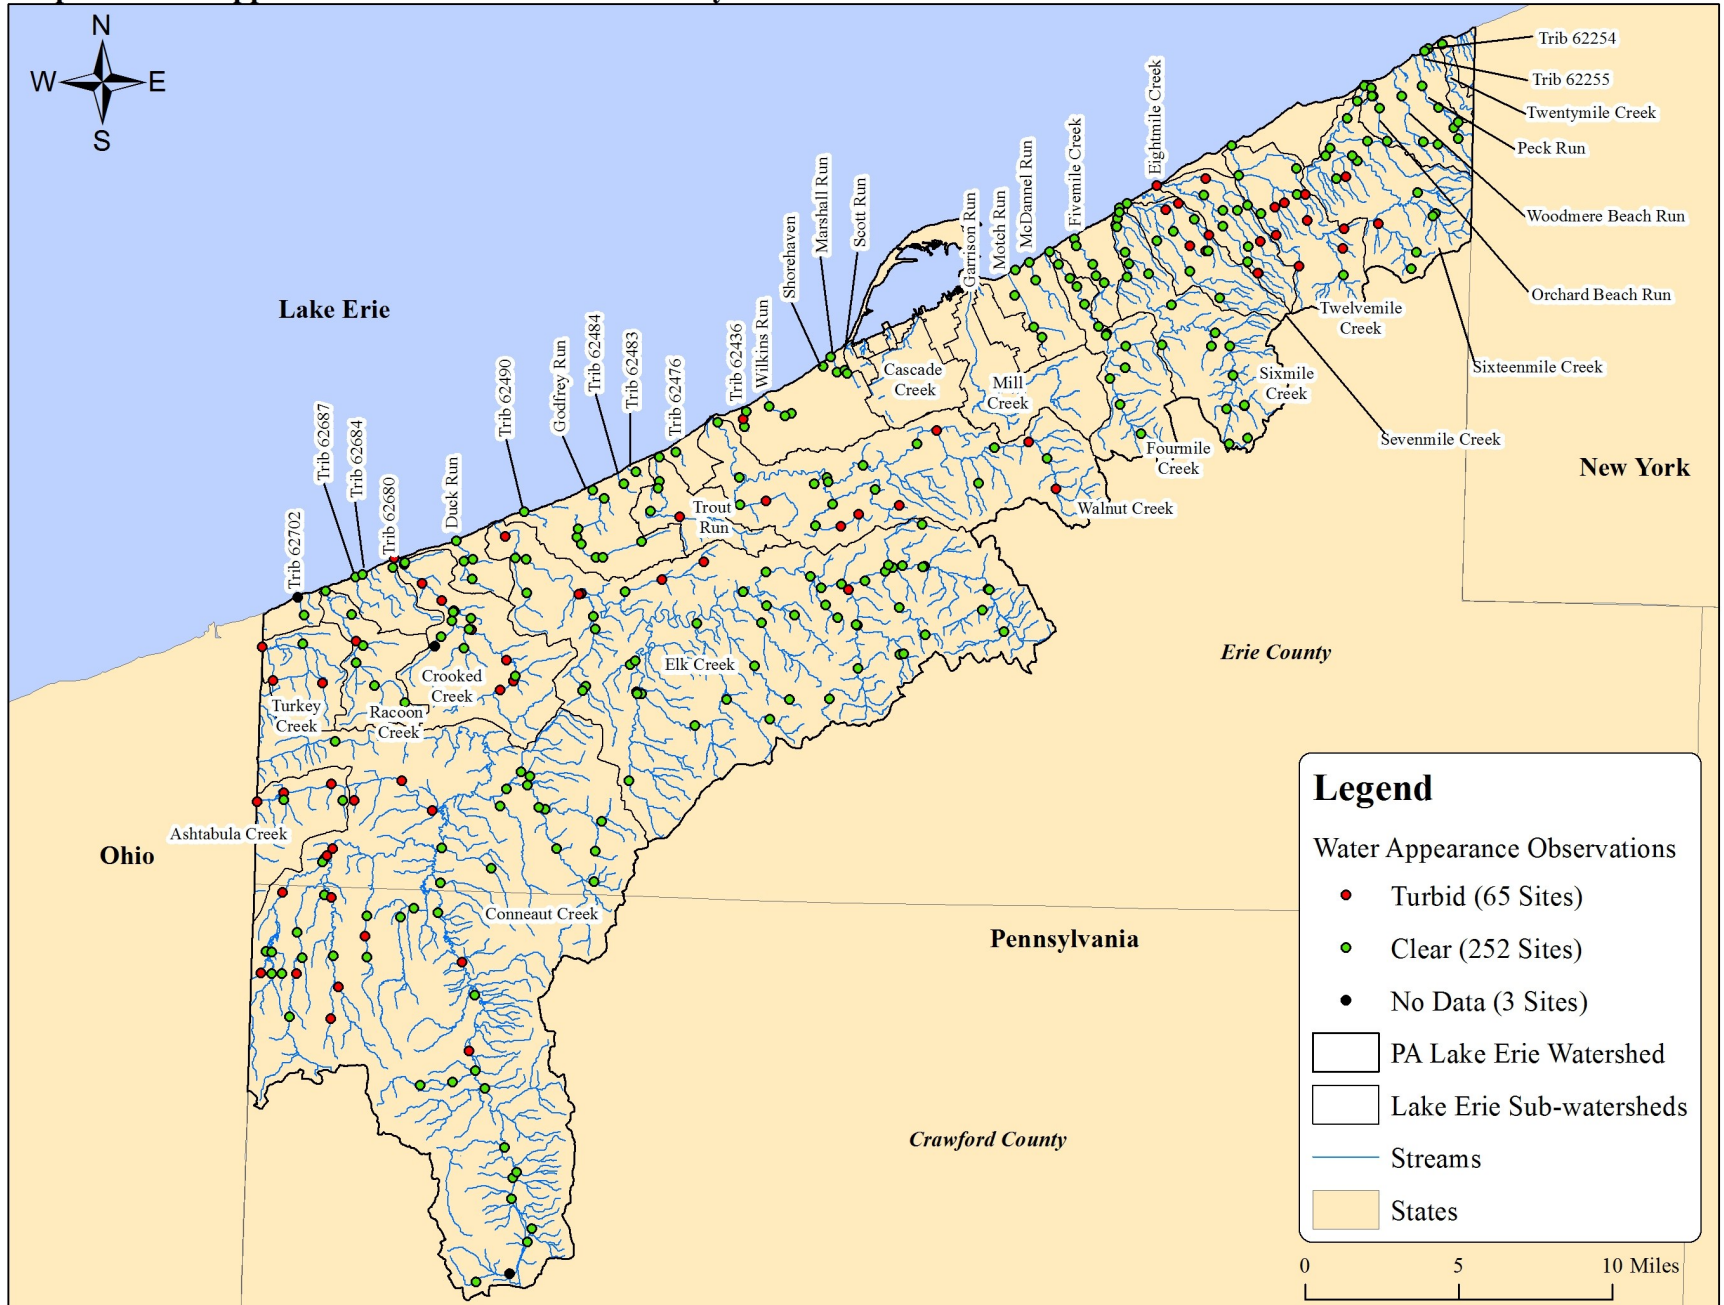 N
W E
S
Lake Erie
Trib 62702
Trib 62687
Trib 62684
Trib 62680
Duck Run
Trib 62490
Godfrey Run
Trib 62484
Trib 62483
Trib 62476
Trib 62436
Wilkins Run
Shorehaven
Marshall Run
Scott Run
Garrison Run
Motch Run
McDannel Run
Fivemile Creek
Eightmile Creek
Trib 62254
Trib 62255
Twentymile Creek
Peck Run
Woodmere Beach Run
Orchard Beach Run
Twelvemile
Creek
Sixteenmile Creek
Cascade
Creek
Mill
Creek
Sixmile
Creek
Sevenmile Creek
Fourmile
Creek
New York
Walnut Creek
Trout
Run
Elk Creek
Erie County
Crooked
Creek
Turkey
Creek
Racoon
Creek
Ashtabula Creek
Ohio
Conneaut Creek
Pennsylvania
Crawford County
Legend
Water Appearance Observations
Turbid (65 Sites)
Clear (252 Sites)
No Data (3 Sites)
PA Lake Erie Watershed
Lake Erie Sub-watersheds
Streams
States
0 5 10 Miles